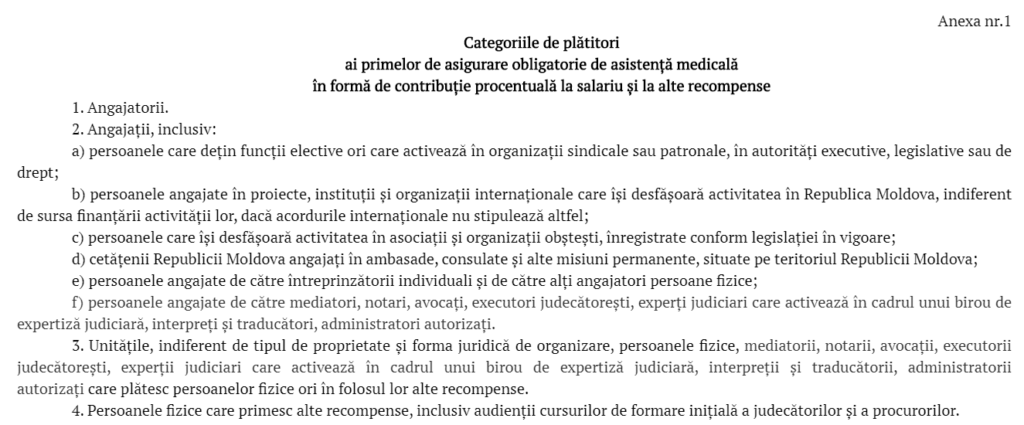 Anexa nr.1
Categoriile de plătitori
ai primelor de asigurare obligatorie de asistență medicală
în formă de contribuție procentuală la salariu și la alte recompense
1. Angajatorii.
2. Angajații, inclusiv:
a) persoanele care dețin funcții elective ori care activează în organizații sindicale sau patronale, în autorități executive, legislative sau de
drept;
b) persoanele angajate în proiecte, instituții și organizații internaționale care își desfășoară activitatea în Republica Moldova, indiferent
de sursa finanțării activității lor, dacă acordurile internaționale nu stipulează altfel;
c) persoanele care își desfășoară activitatea în asociații și organizații obștești, înregistrate conform legislației în vigoare;
d) cetățenii Republicii Moldova angajați în ambasade, consulate și alte misiuni permanente, situate pe teritoriul Republicii Moldova;
e) persoanele angajate de către întreprinzătorii individuali și de către alți angajatori persoane fizice;
f) persoanele angajate de către mediatori, notari, avocați, executori judecătorești, experți judiciari care activează în cadrul unui birou de
expertiză judiciară, interpreți și traducători, administratori autorizați.
3. Unitățile, indiferent de tipul de proprietate și forma juridică de organizare, persoanele fizice, mediatorii, notarii, avocații, executorii
judecătorești, experții judiciari care activează în cadrul unui birou de expertiză judiciară, interpreții și traducătorii, administratorii
autorizați care plătesc persoanelor fizice ori în folosul lor alte recompense.
4. Persoanele fizice care primesc alte recompense, inclusiv audienții cursurilor de formare inițială a judecătorilor și a procurorilor.